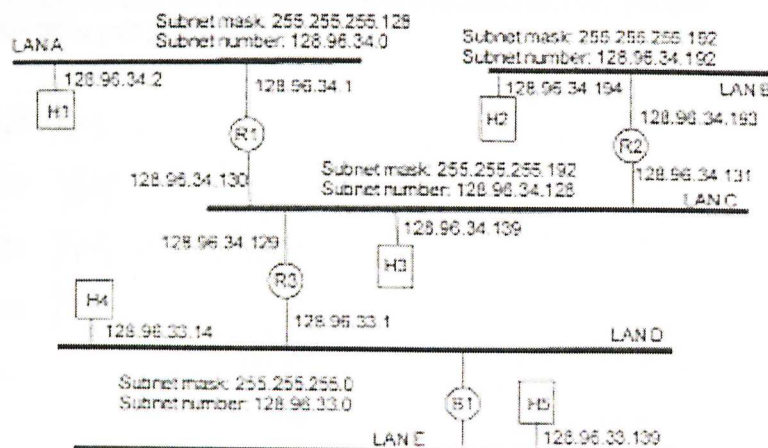 Subnet mask: 255.255.255.128
Subnet number: 128.96.34.0
LAN A
Subnet mask: 255.255.255.192
Subnet number: 128.96.34.192
128.96.34.2
128.96.34.1
128.96.34.194
LAN B
H1
R1
H2
128.96.34.193
R2
128.96.34.130
Subnet mask: 255.255.255.192
Subnet number: 128.96.34.128
128.96.34.131
LAN C
128.96.34.129
128.96.34.139
H3
R3
H4
128.96.33.14
128.96.33.1
LAN D
Subnet mask: 255.255.255.0
Subnet number: 128.96.33.0
H5
LAN E
128.96.33.139